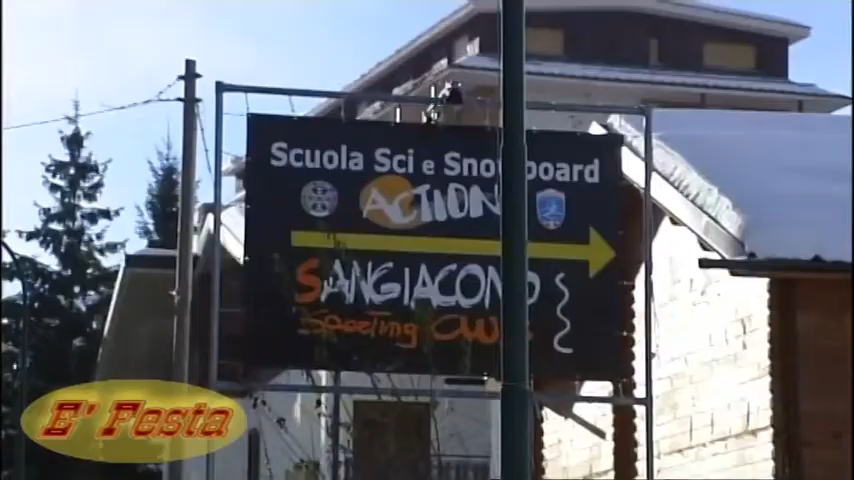 Scuola Sci e Snowboard
ACTION
SANGIACOMO
Sporting Club
E' Festa